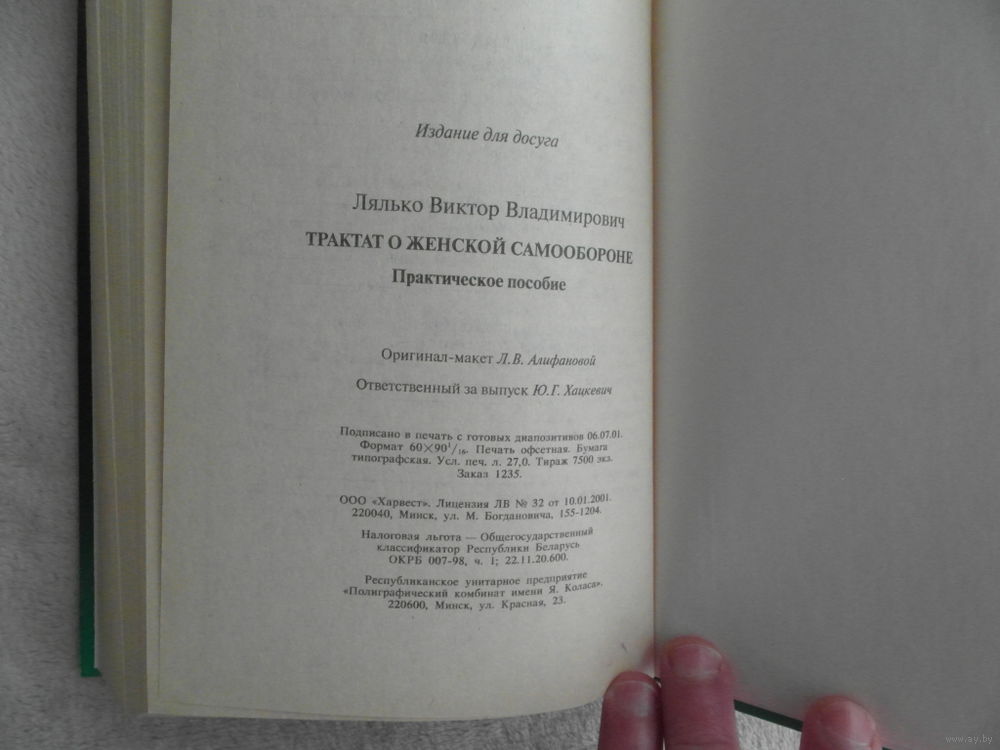 Издание для досуга
Лялько Виктор Владимирович
ТРАКТАТ О ЖЕНСКОЙ САМООБОРОНЕ
Практическое пособие
Оригинал-макет Л.В. Алифановой
Ответственный за выпуск Ю.Г. Хацкевич
Подписано в печать с готовых диапозитивов 06.07.01.
Формат 60×90¹/₁₆. Печать офсетная. Бумага
типографская. Усл. печ. л. 27,0. Тираж 7500 экз.
Заказ 1235.
ООО «Харвест». Лицензия ЛВ № 32 от 10.01.2001.
220040, Минск, ул. М. Богдановича, 155-1204.
Налоговая льгота — Общегосударственный
классификатор Республики Беларусь
ОКРБ 007-98, ч. 1; 22.11.20.600.
Республиканское унитарное предприятие
«Полиграфический комбинат имени Я. Коласа».
220600, Минск, ул. Красная, 23.
www.ay.by